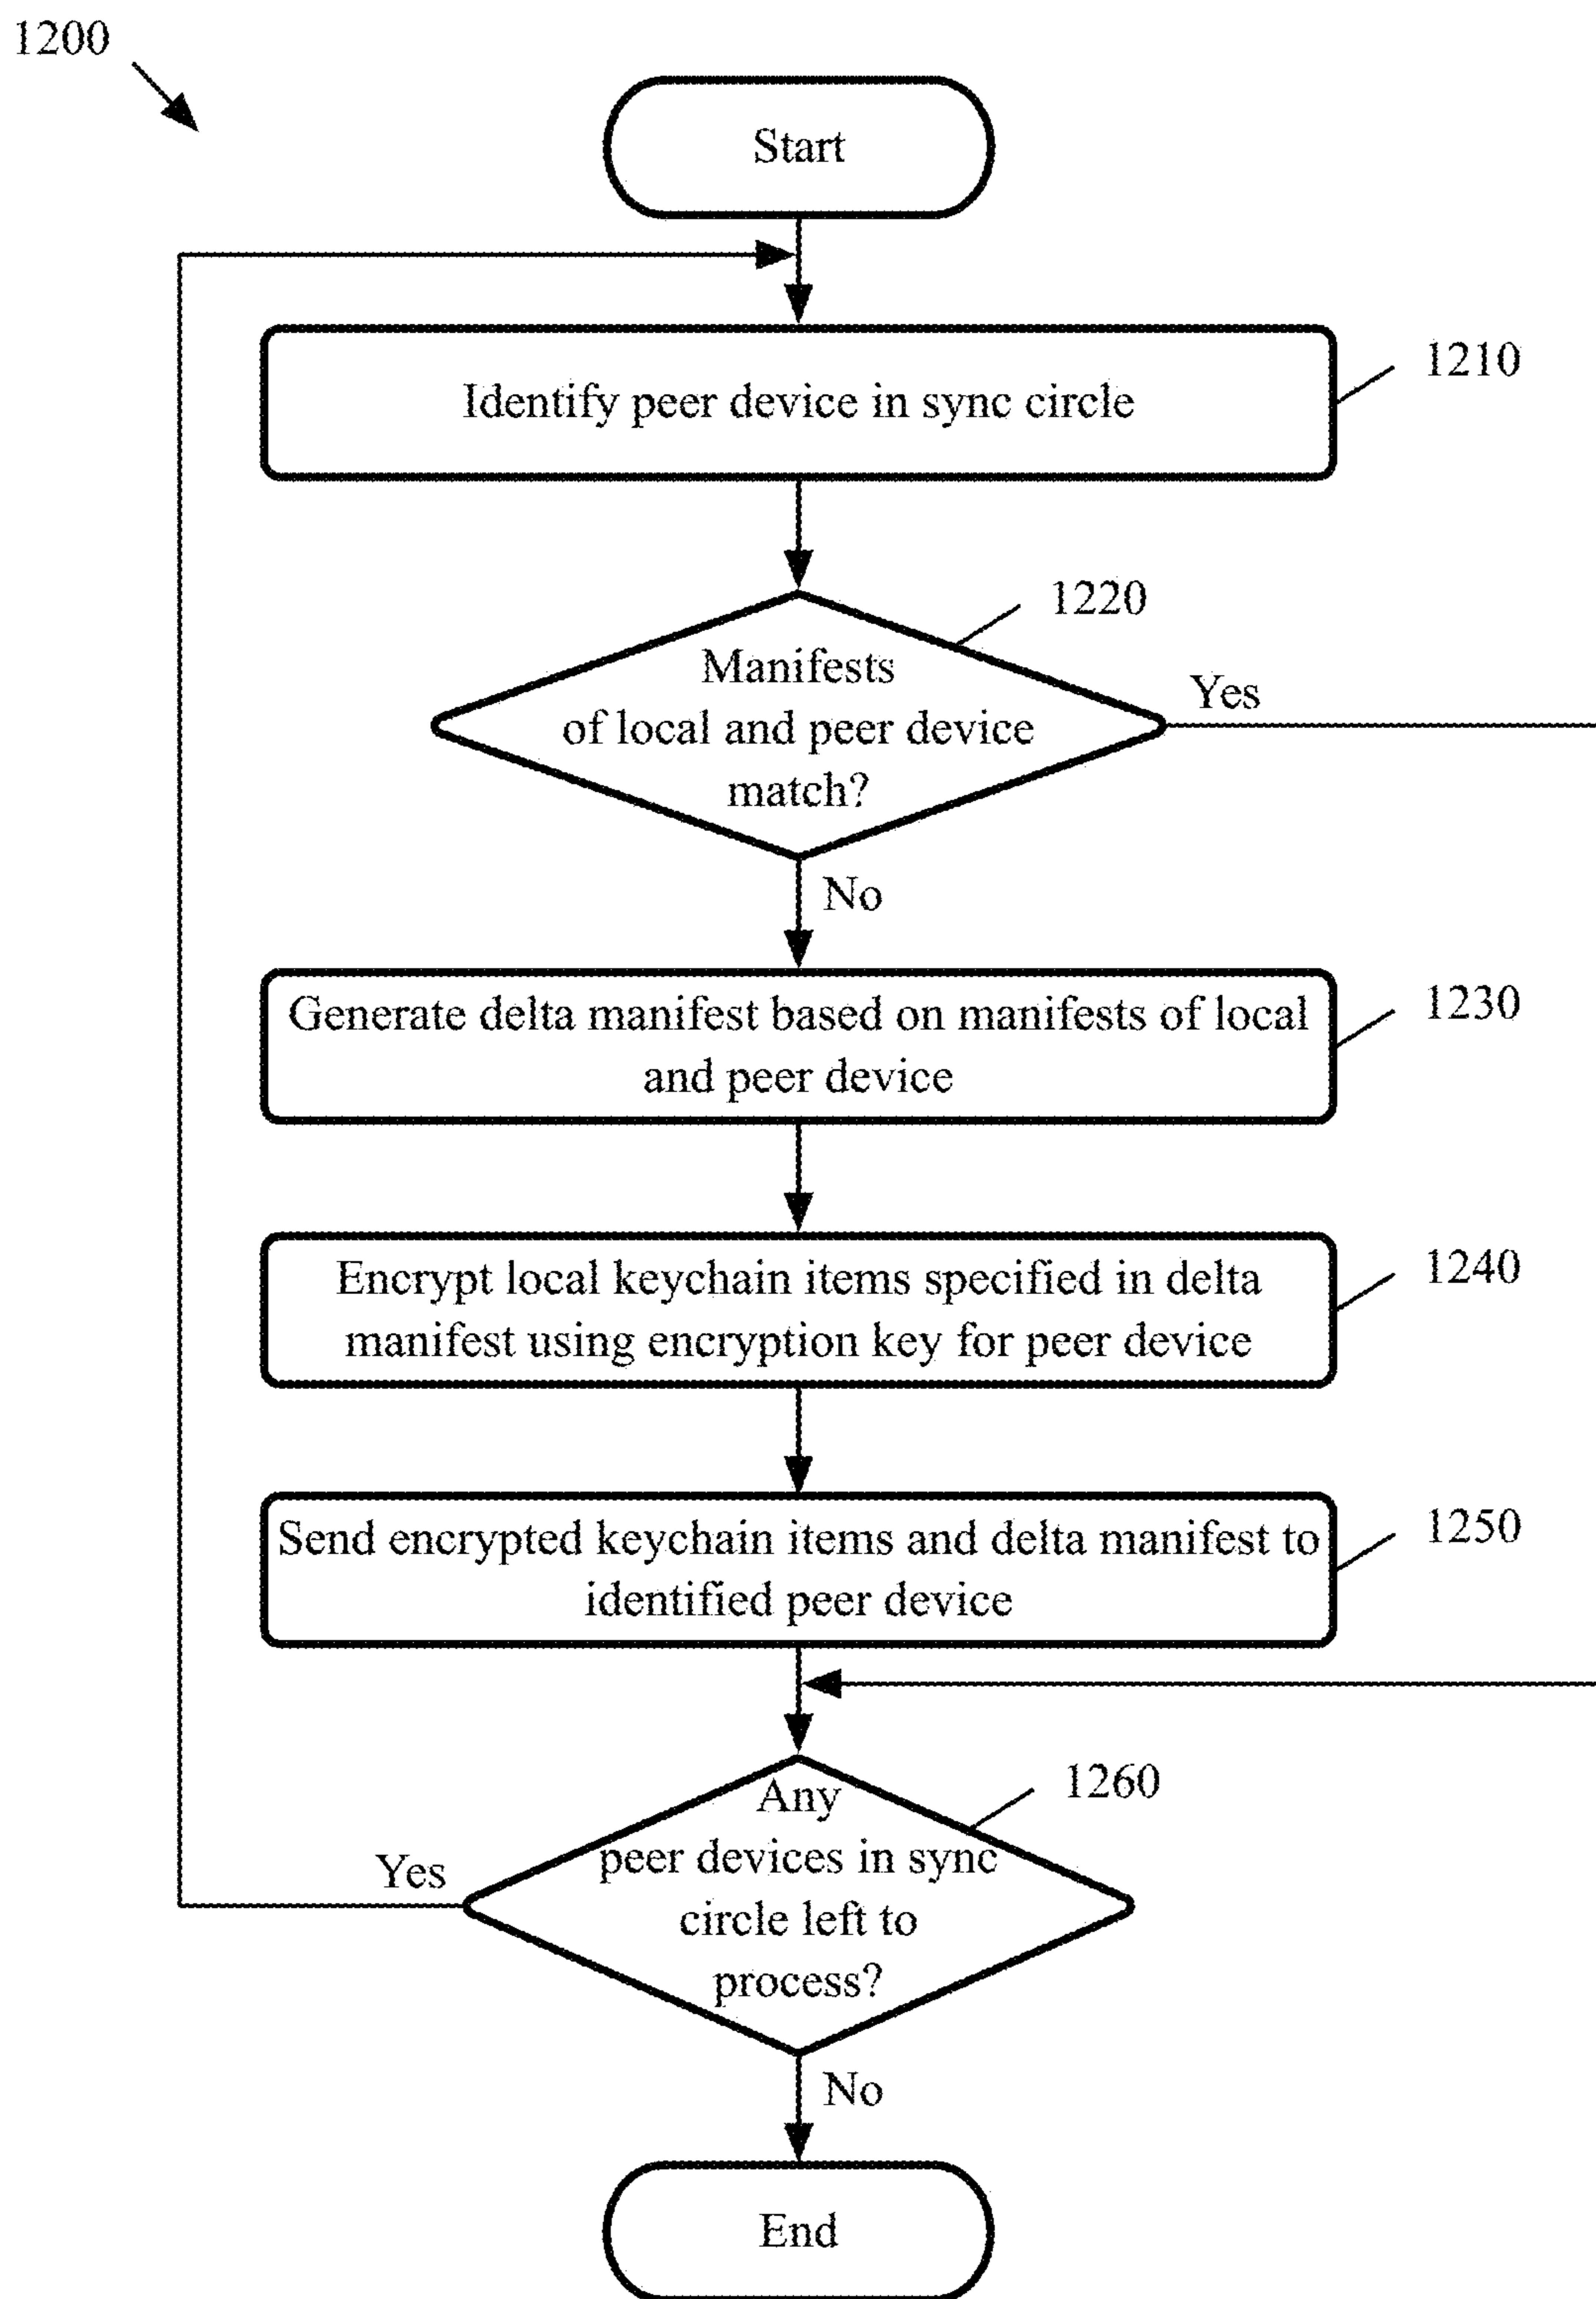 1200
Start
Identify peer device in sync circle
1210
1220
Manifests
of local and peer device
match?
Yes
No
Generate delta manifest based on manifests of local
and peer device
1230
Encrypt local keychain items specified in delta
manifest using encryption key for peer device
1240
Send encrypted keychain items and delta manifest to
identified peer device
1250
1260
Any
peer devices in sync
circle left to
process?
Yes
No
End